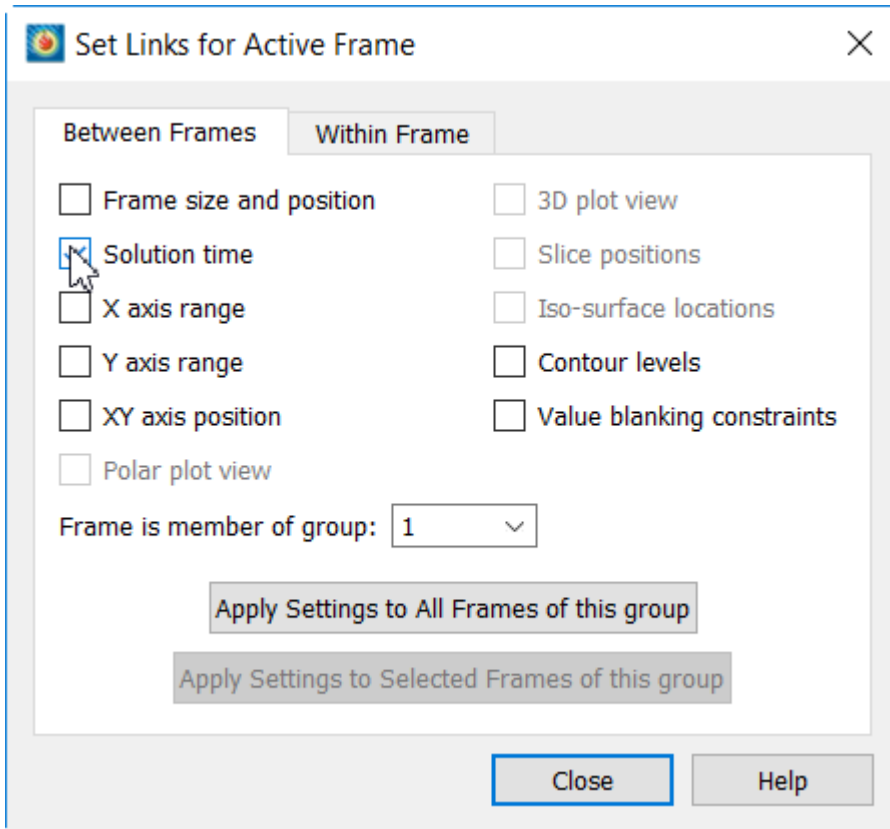 Set Links for Active Frame
Between Frames
Within Frame
Frame size and position
3D plot view
Solution time
Slice positions
X axis range
Iso-surface locations
Y axis range
Contour levels
XY axis position
Value blanking constraints
Polar plot view
Frame is member of group: 1
Apply Settings to All Frames of this group
Apply Settings to Selected Frames of this group
Close
Help